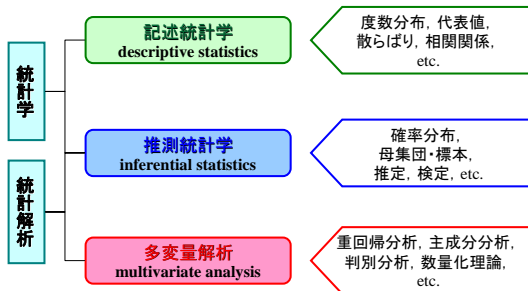 統計学
統計解析
記述統計学
descriptive statistics
度数分布, 代表値,
散らばり, 相関関係,
etc.
推測統計学
inferential statistics
確率分布,
母集団・標本,
推定, 検定, etc.
多変量解析
multivariate analysis
重回帰分析, 主成分分析,
判別分析, 数量化理論,
etc.